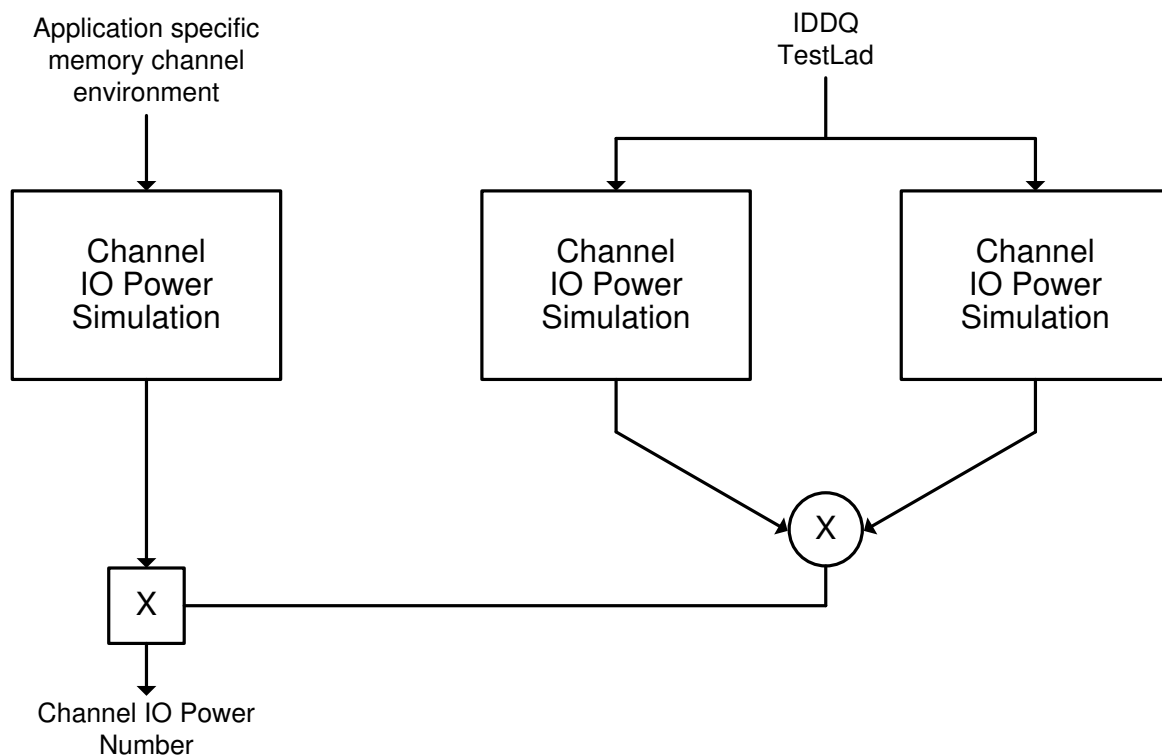 Application specific
memory channel
environment
IDDQ
TestLad
Channel
IO Power
Simulation
Channel
IO Power
Simulation
Channel
IO Power
Simulation
X
X
Channel IO Power
Number